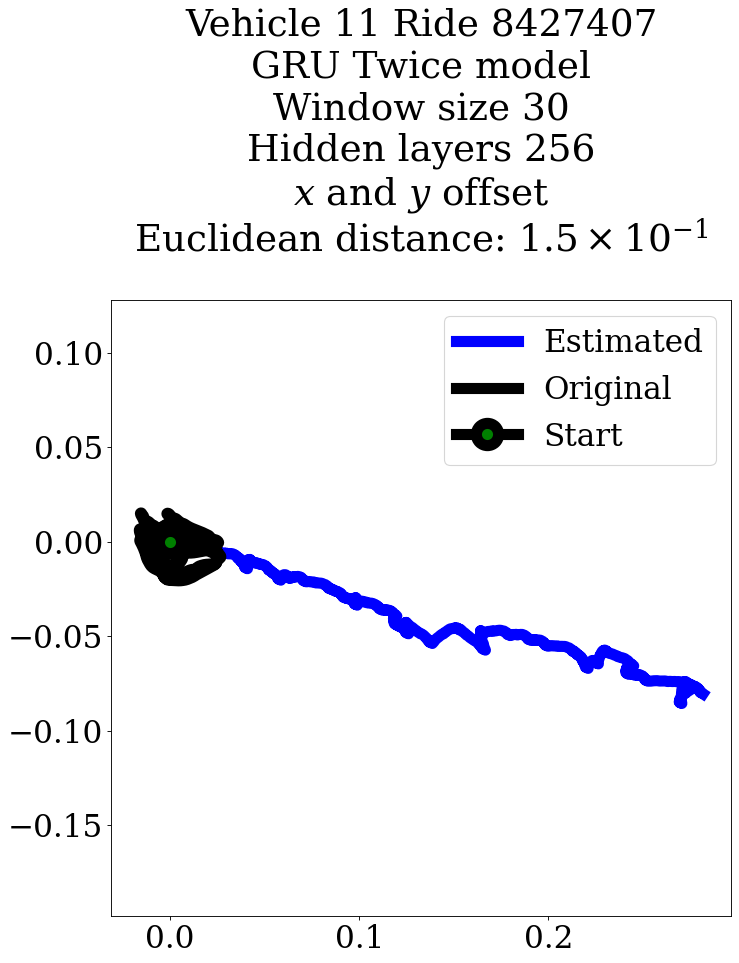 Vehicle 11 Ride 8427407
GRU Twice model
Window size 30
Hidden layers 256
x and y offset
Euclidean distance: 1.5 × 10⁻¹
Estimated
Original
Start
0.10
0.05
0.00
−0.05
−0.10
−0.15
0.0 0.1 0.2